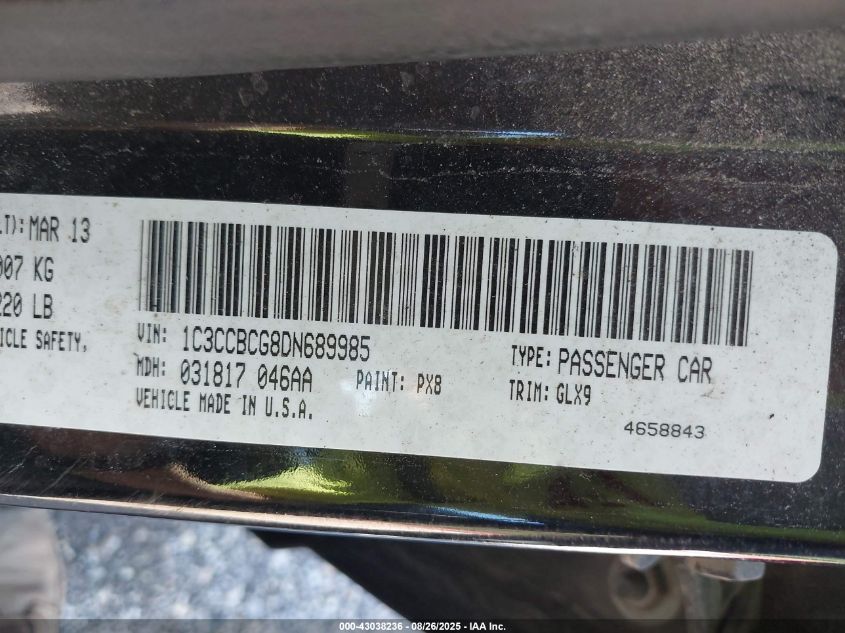 LT): MAR 13
007 KG
220 LB
ICLE SAFETY,
VIN: 1C3CCBCG8DN689985
TYPE: PASSENGER CAR
MDH: 031817 046AA PAINT: PX8
TRIM: GLX9
VEHICLE MADE IN U.S.A.
4658843
000-43038236 - 08/26/2025 - IAA Inc.